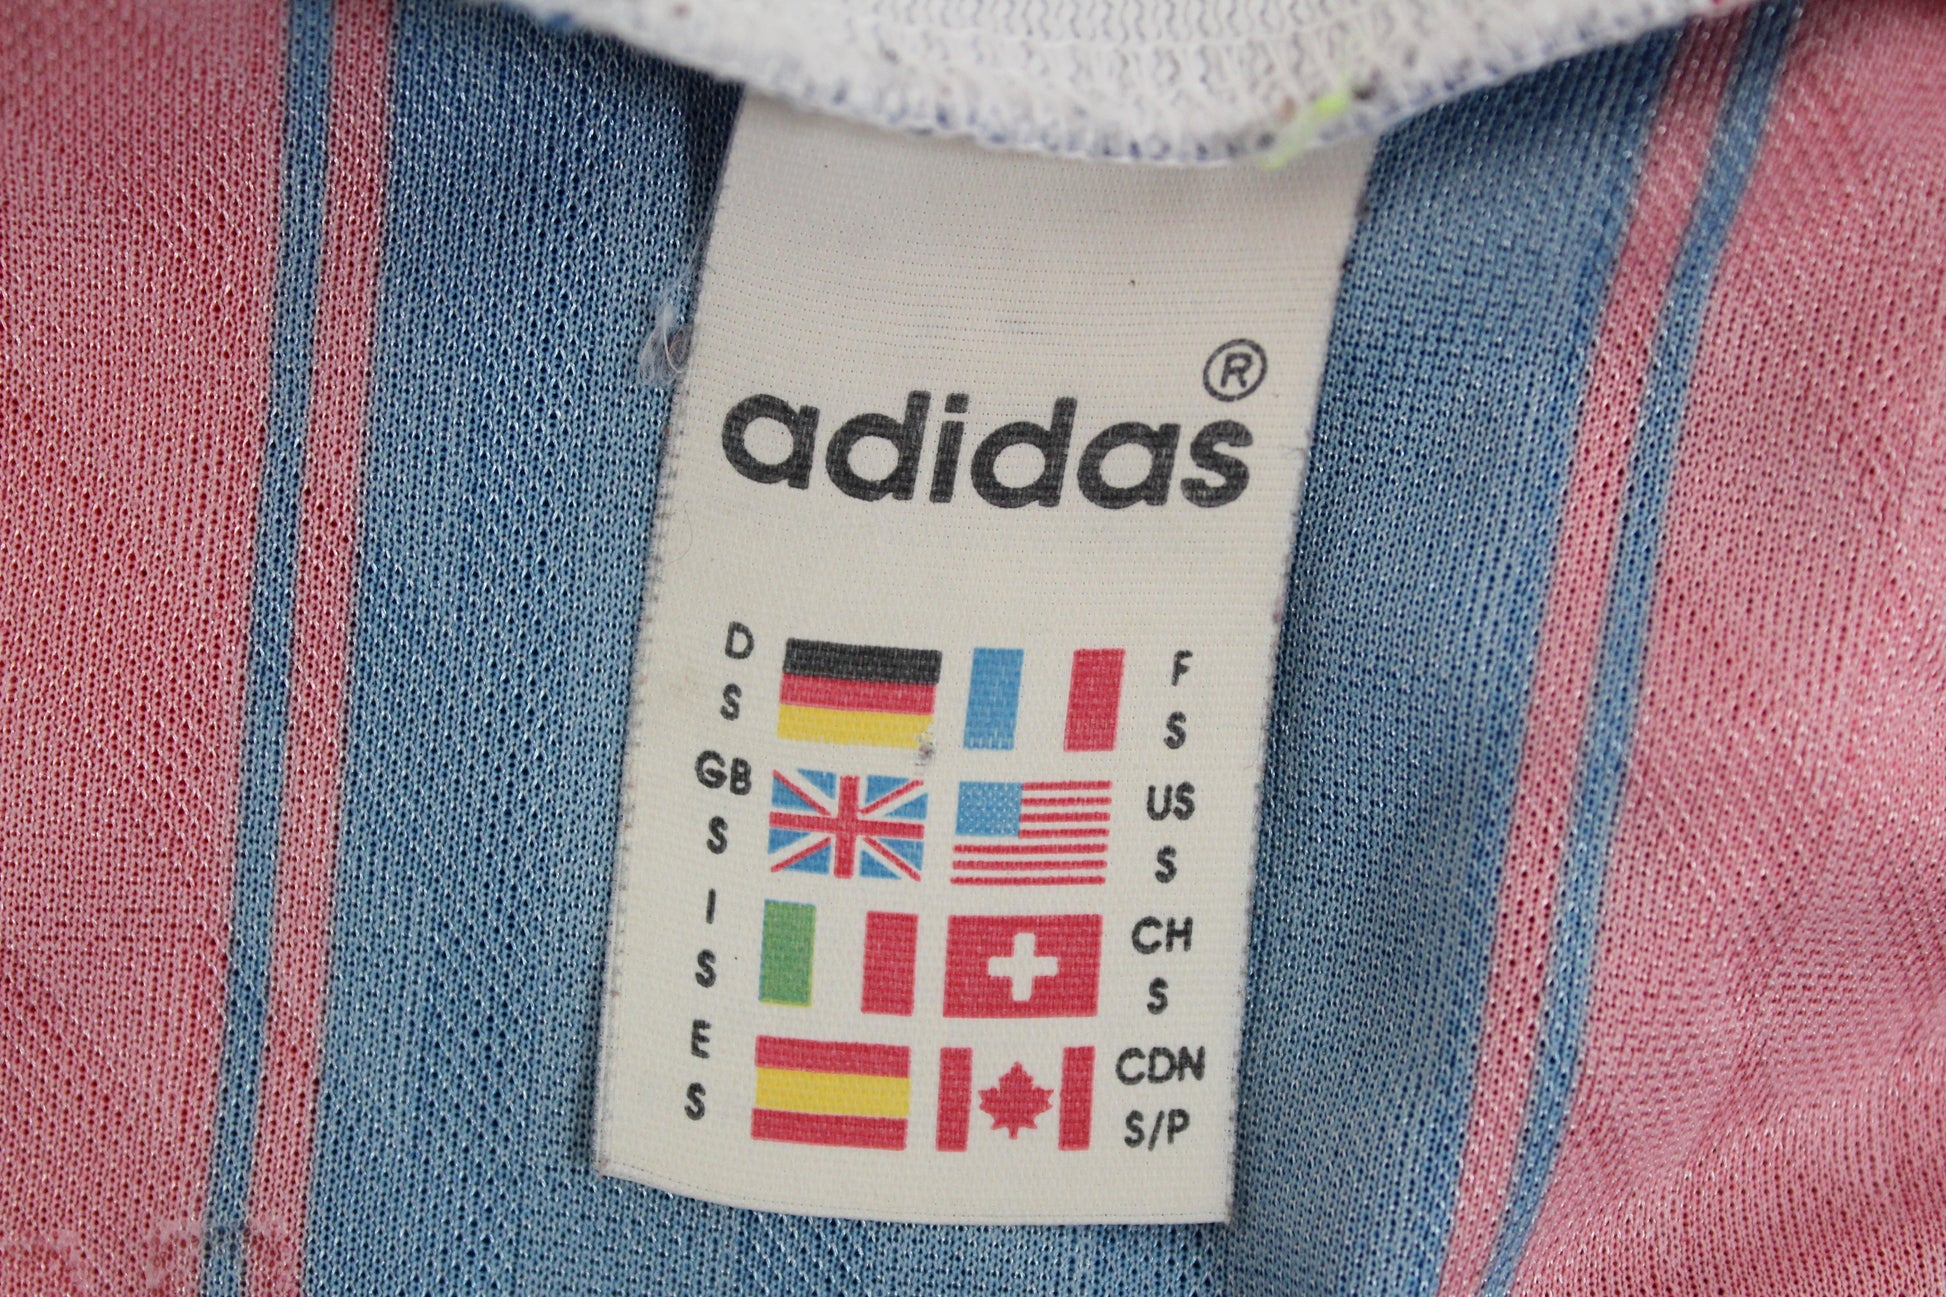 adidas®
D F
S S
GB US
S S
I CH
S S
E CDN
S S/P